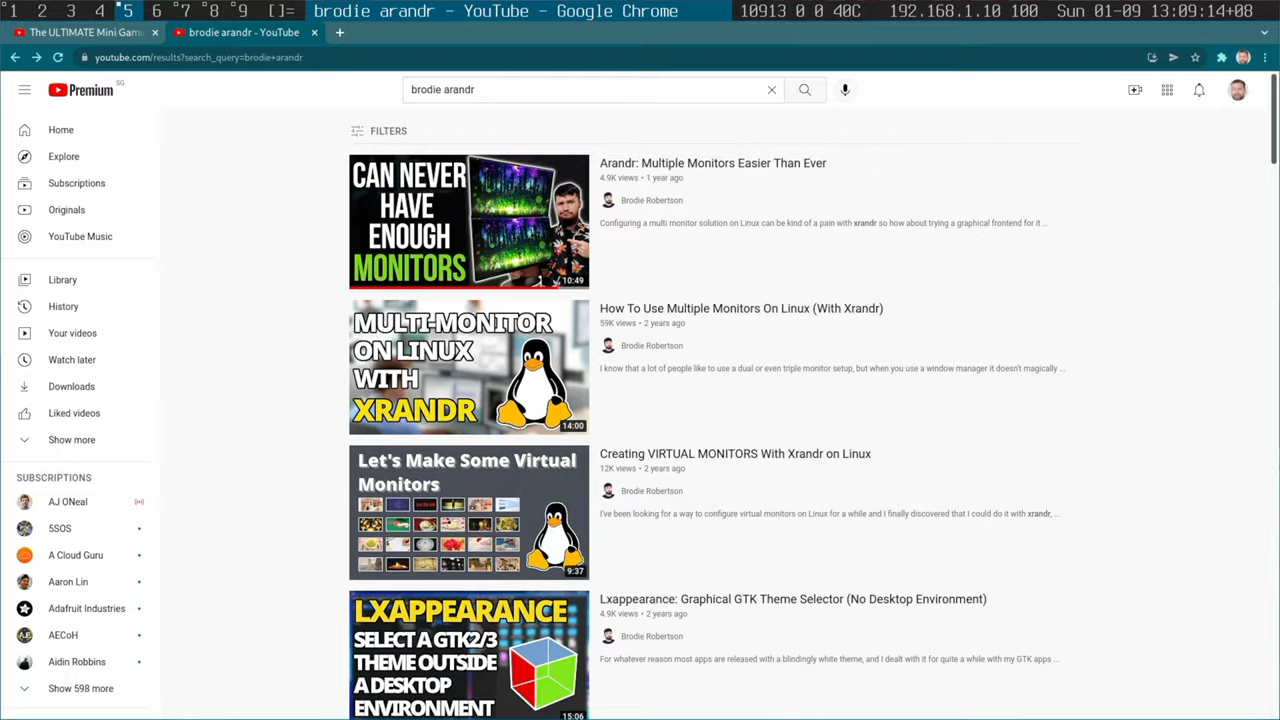 1 2 3 4 5 6 7 8 9 []= brodie arandr - YouTube - Google Chrome 10913 0 40C 192.168.1.10 100 Sun 01-09 13:09:14+08
The ULTIMATE Mini Gami
brodie arandr - YouTube
youtube.com/results?search_query=brodie+arandr
Premium SG
brodie arandr
Home
Explore
Subscriptions
Originals
YouTube Music
Library
History
Your videos
Watch later
Downloads
Liked videos
Show more
SUBSCRIPTIONS
AJ ONeal
5SOS
A Cloud Guru
Aaron Lin
Adafruit Industries
AECoH
Aidin Robbins
Show 598 more
FILTERS
CAN NEVER
HAVE
ENOUGH
MONITORS
10:49
Arandr: Multiple Monitors Easier Than Ever
4.9K views • 1 year ago
Brodie Robertson
Configuring a multi monitor solution on Linux can be kind of a pain with xrandr so how about trying a graphical frontend for it ...
MULTI-MONITOR
ON LINUX
WITH
XRANDR
14:00
How To Use Multiple Monitors On Linux (With Xrandr)
59K views • 2 years ago
Brodie Robertson
I know that a lot of people like to use a dual or even triple monitor setup, but when you use a window manager it doesn't magically ...
Let's Make Some Virtual
Monitors
9:37
Creating VIRTUAL MONITORS With Xrandr on Linux
12K views • 2 years ago
Brodie Robertson
I've been looking for a way to configure virtual monitors on Linux for a while and I finally discovered that I could do it with xrandr, ...
LXAPPEARANCE
SELECT A GTK2/3
THEME OUTSIDE
A DESKTOP
ENVIRONMENT
15:06
Lxappearance: Graphical GTK Theme Selector (No Desktop Environment)
4.9K views • 2 years ago
Brodie Robertson
For whatever reason most apps are released with a blindingly white theme, and I dealt with it for quite a while with my GTK apps ...